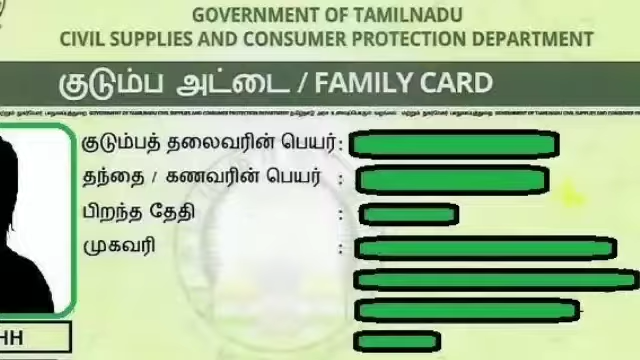 GOVERNMENT OF TAMILNADU
CIVIL SUPPLIES AND CONSUMER PROTECTION DEPARTMENT
குடும்ப அட்டை / FAMILY CARD
குடும்பத் தலைவரின் பெயர் :
தந்தை / கணவரின் பெயர் :
பிறந்த தேதி :
முகவரி :
HH